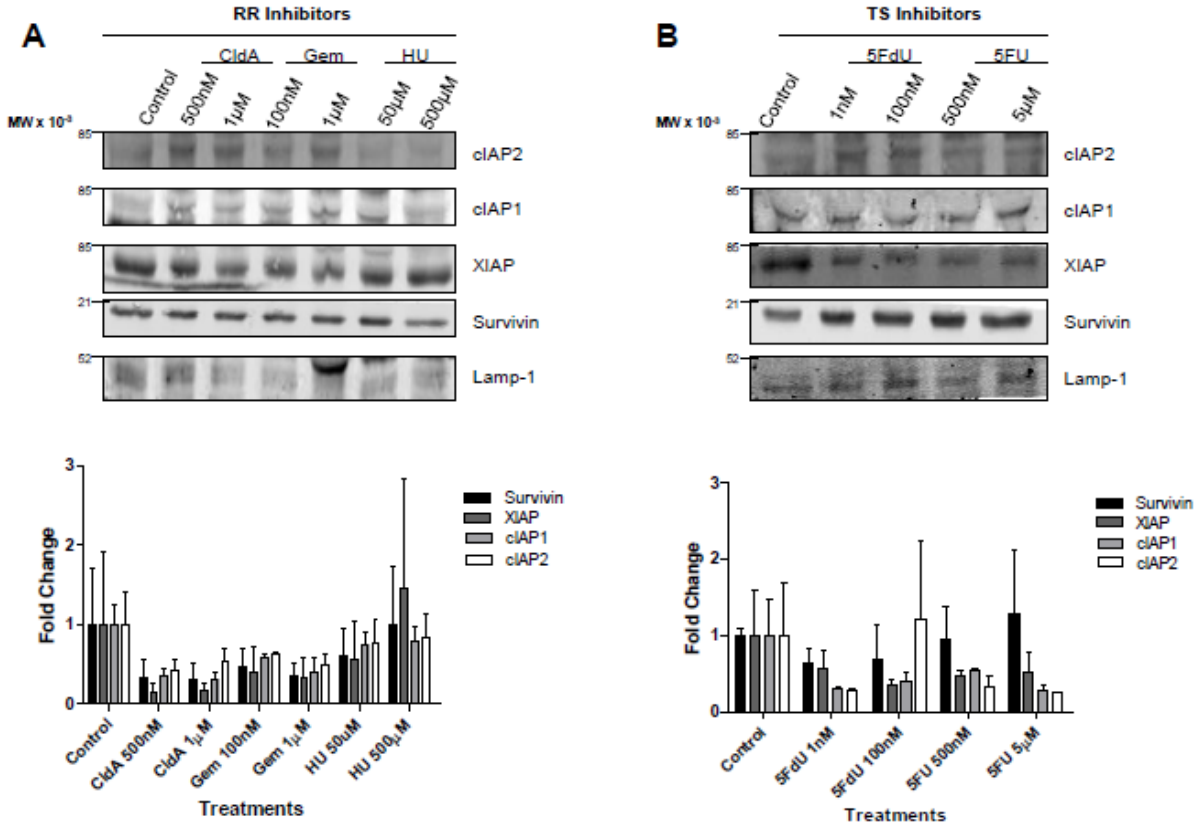 A
RR Inhibitors
CldA Gem HU
Control 500nM 1µM 100nM 1µM 50µM 500µM
MW x 10⁻³
85
cIAP2
85
cIAP1
85
XIAP
21
Survivin
52
Lamp-1
3
2
1
0
Fold Change
Survivin
XIAP
cIAP1
cIAP2
Control
CldA 500nM
CldA 1µM
Gem 100nM
Gem 1µM
HU 50uM
HU 500µM
Treatments
B
TS Inhibitors
5FdU 5FU
Control 1nM 100nM 500nM 5µM
MW x 10⁻³
85
cIAP2
85
cIAP1
85
XIAP
21
Survivin
52
Lamp-1
3
2
1
0
Fold Change
Survivin
XIAP
cIAP1
cIAP2
Control
5FdU 1nM
5FdU 100nM
5FU 500nM
5FU 5µM
Treatments